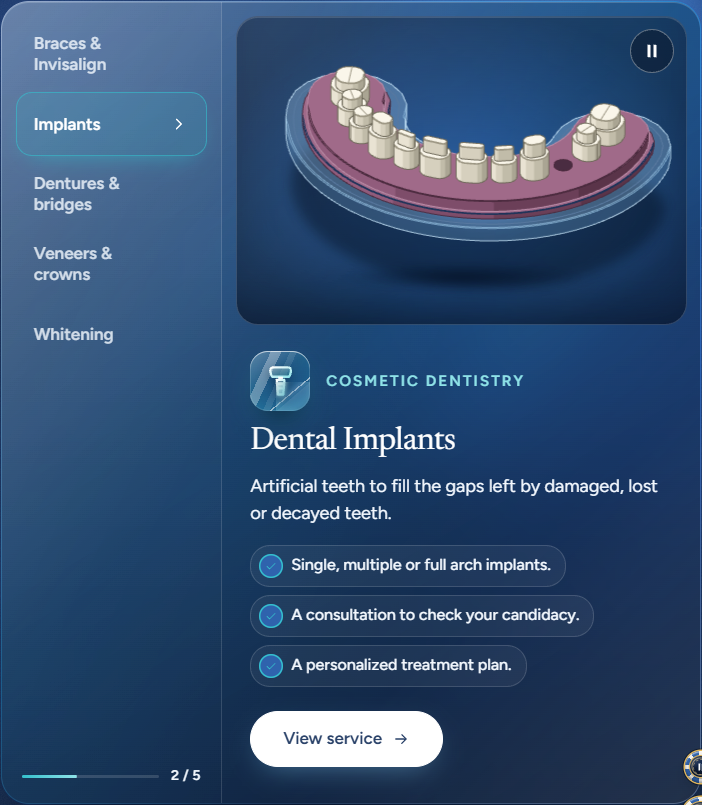 Braces &
Invisalign
Implants
Dentures &
bridges
Veneers &
crowns
Whitening
2 / 5
COSMETIC DENTISTRY
Dental Implants
Artificial teeth to fill the gaps left by damaged, lost
or decayed teeth.
Single, multiple or full arch implants.
A consultation to check your candidacy.
A personalized treatment plan.
View service